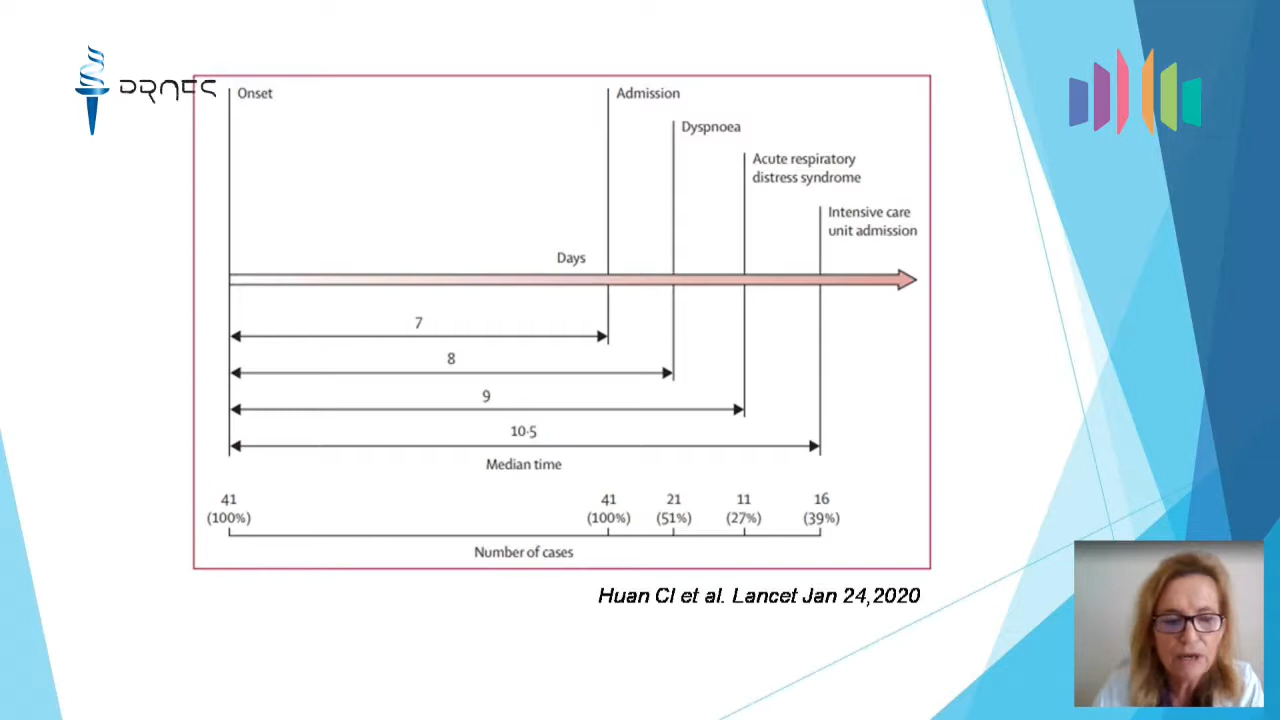 Onset
Admission
Dyspnoea
Acute respiratory
distress syndrome
Intensive care
unit admission
Days
7
8
9
10·5
Median time
41 41 21 11 16
(100%) (100%) (51%) (27%) (39%)
Number of cases
Huan CI et al. Lancet Jan 24,2020